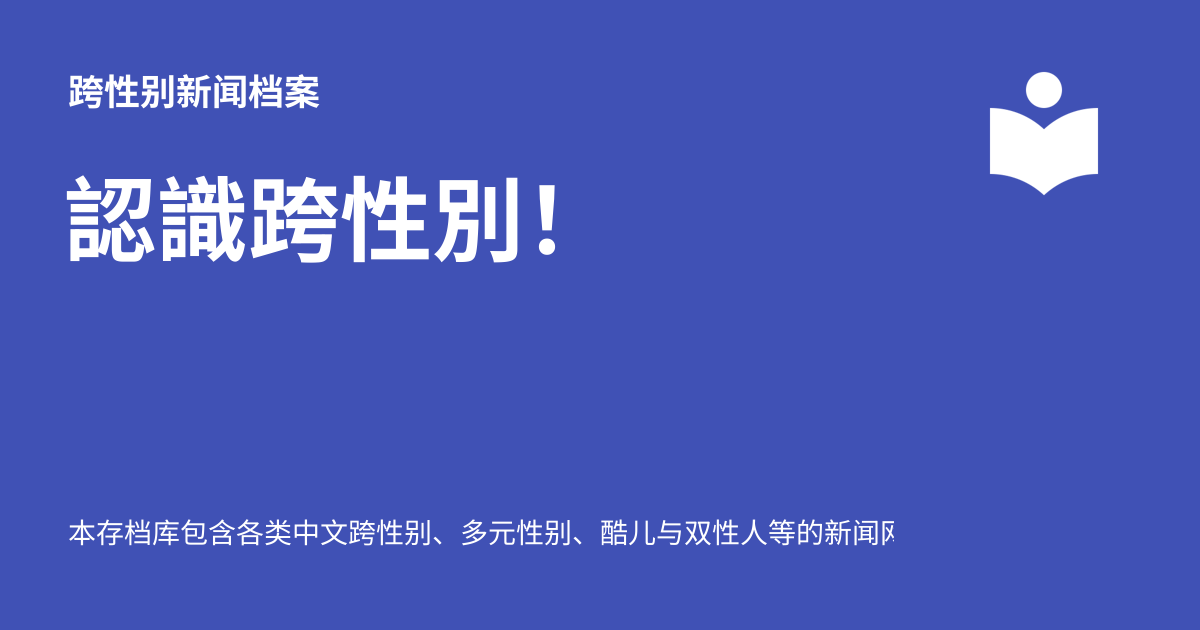 跨性别新闻档案
認識跨性別！
本存档库包含各类中文跨性别、多元性别、酷儿与双性人等的新闻网